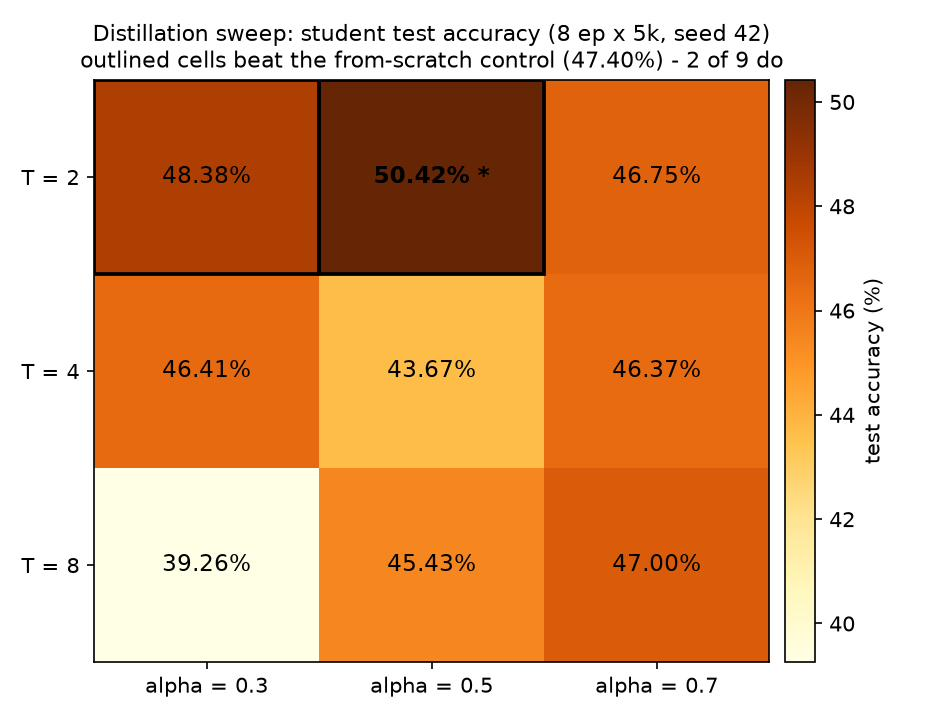 Distillation sweep: student test accuracy (8 ep x 5k, seed 42)
outlined cells beat the from-scratch control (47.40%) - 2 of 9 do
T = 2
48.38%
50.42% *
46.75%
T = 4
46.41%
43.67%
46.37%
T = 8
39.26%
45.43%
47.00%
alpha = 0.3
alpha = 0.5
alpha = 0.7
50
48
46
44
42
40
test accuracy (%)